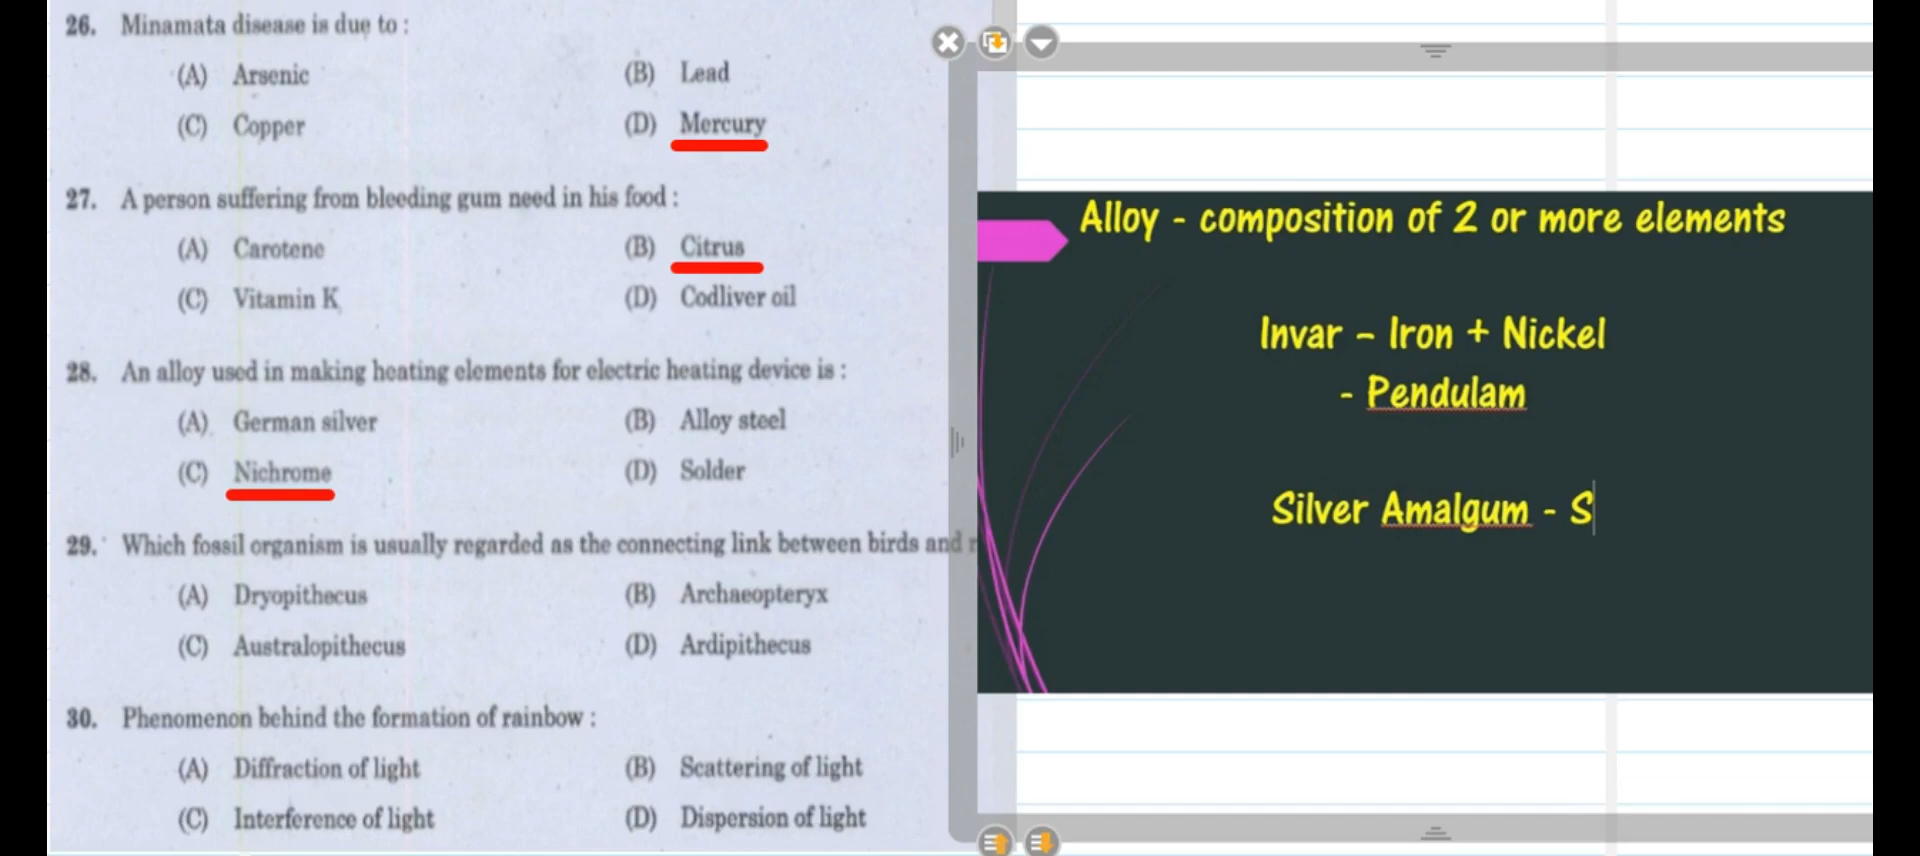 26. Minamata disease is due to :
(A) Arsenic (B) Lead
(C) Copper (D) Mercury
27. A person suffering from bleeding gum need in his food :
(A) Carotene (B) Citrus
(C) Vitamin K (D) Codliver oil
28. An alloy used in making heating elements for electric heating device is :
(A) German silver (B) Alloy steel
(C) Nichrome (D) Solder
29. Which fossil organism is usually regarded as the connecting link between birds and
(A) Dryopithecus (B) Archaeopteryx
(C) Australopithecus (D) Ardipithecus
30. Phenomenon behind the formation of rainbow :
(A) Diffraction of light (B) Scattering of light
(C) Interference of light (D) Dispersion of light
Alloy - composition of 2 or more elements
Invar – Iron + Nickel
- Pendulam
Silver Amalgum - S